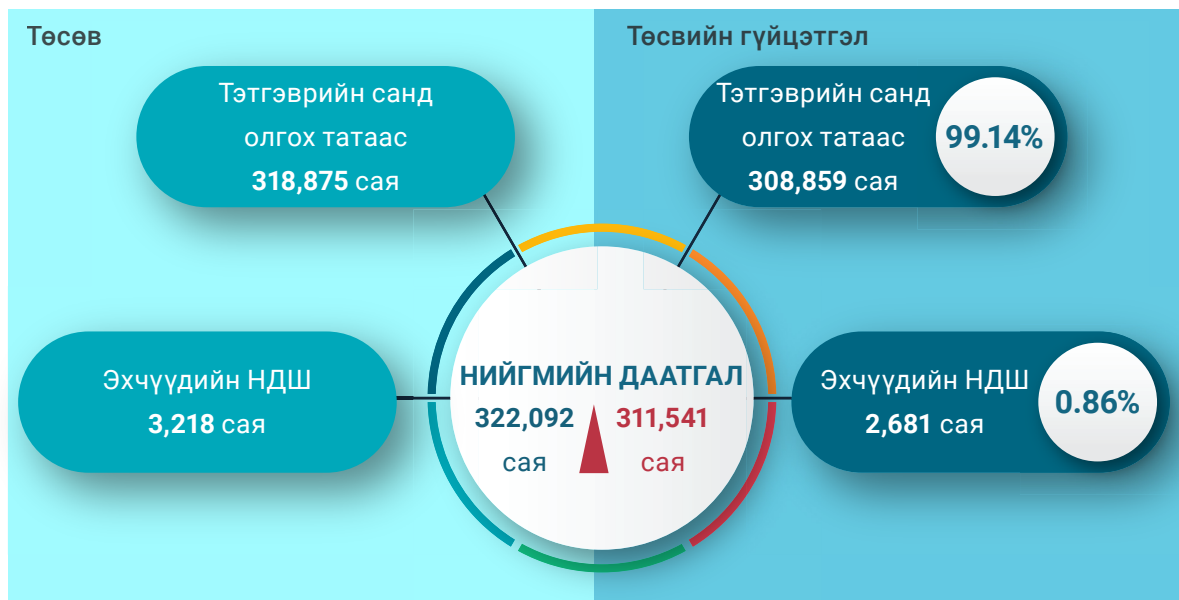 Төсөв
Тэтгэврийн санд
олгох татаас
318,875 сая
Эхчүүдийн НДШ
3,218 сая
НИЙГМИЙН ДААТГАЛ
322,092 311,541
сая сая
Төсвийн гүйцэтгэл
Тэтгэврийн санд
олгох татаас
308,859 сая
99.14%
Эхчүүдийн НДШ
2,681 сая
0.86%